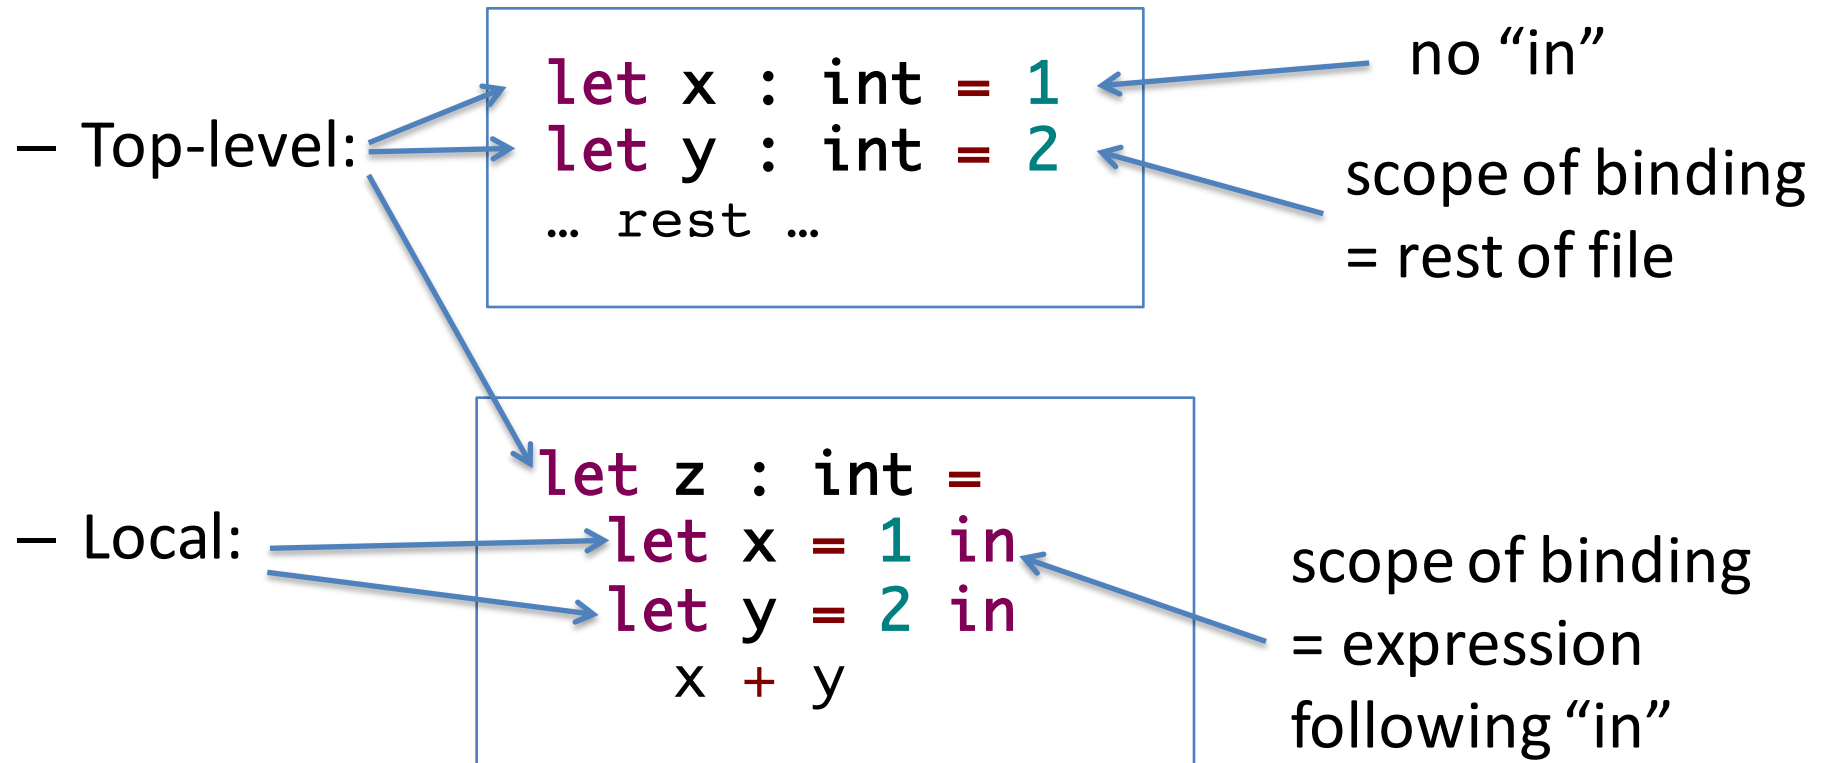 – Top-level:
let x : int = 1
let y : int = 2
… rest …
no “in”
scope of binding
= rest of file
– Local:
let z : int =
let x = 1 in
let y = 2 in
x + y
scope of binding
= expression
following “in”